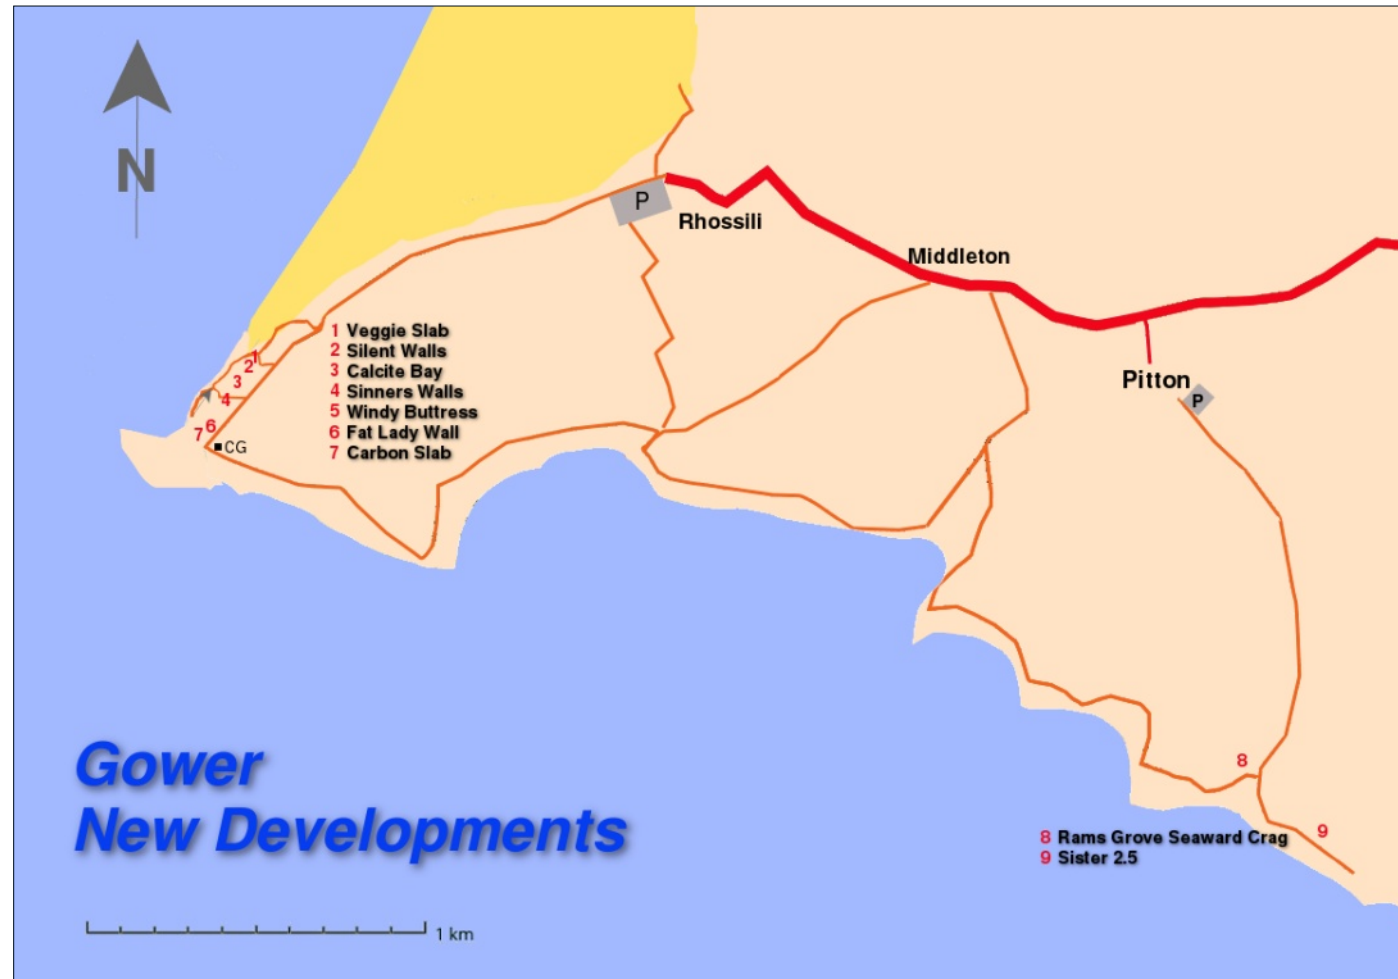 N
P
Rhossili
Middleton
Pitton
P
1 Veggie Slab
2 Silent Walls
3 Calcite Bay
4 Sinners Walls
5 Windy Buttress
6 Fat Lady Wall
7 Carbon Slab
1
2
3
4
6
7
CG
8
9
Gower
New Developments
8 Rams Grove Seaward Crag
9 Sister 2.5
1 km